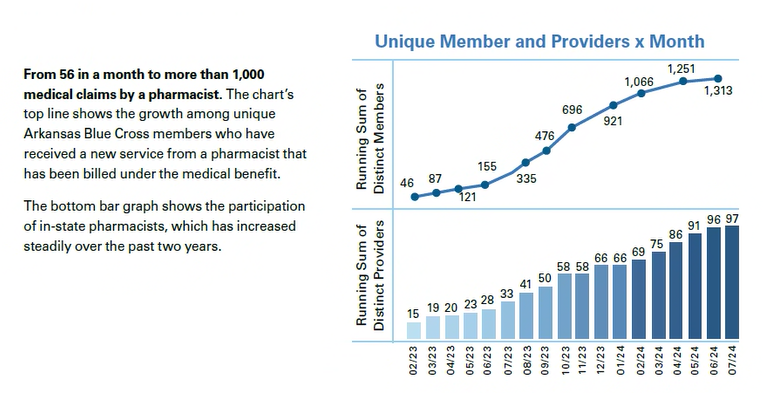 Unique Member and Providers x Month
From 56 in a month to more than 1,000
medical claims by a pharmacist. The chart's
top line shows the growth among unique
Arkansas Blue Cross members who have
received a new service from a pharmacist that
has been billed under the medical benefit.
The bottom bar graph shows the participation
of in-state pharmacists, which has increased
steadily over the past two years.
Running Sum of
Distinct Members
46 87 121 155 335 476 696 921 1,066 1,251 1,313
Running Sum of
Distinct Providers
15 19 20 23 28 33 41 50 58 58 66 66 69 75 86 91 96 97
02/23 03/23 04/23 05/23 06/23 07/23 08/23 09/23 10/23 11/23 12/23 01/24 02/24 03/24 04/24 05/24 06/24 07/24